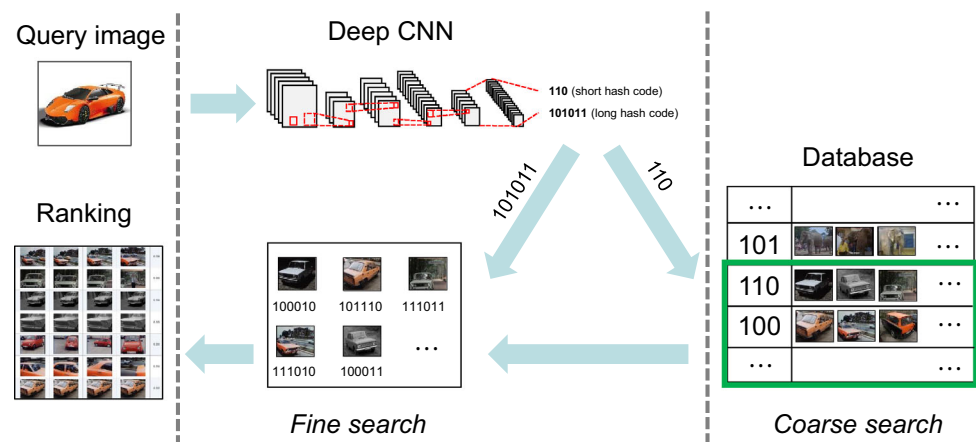 Query image
Deep CNN
110 (short hash code)
101011 (long hash code)
101011
110
Database
... ...
101 ...
110 ...
100 ...
... ...
Ranking
100010 101110 111011
111010 100011 ...
Fine search
Coarse search